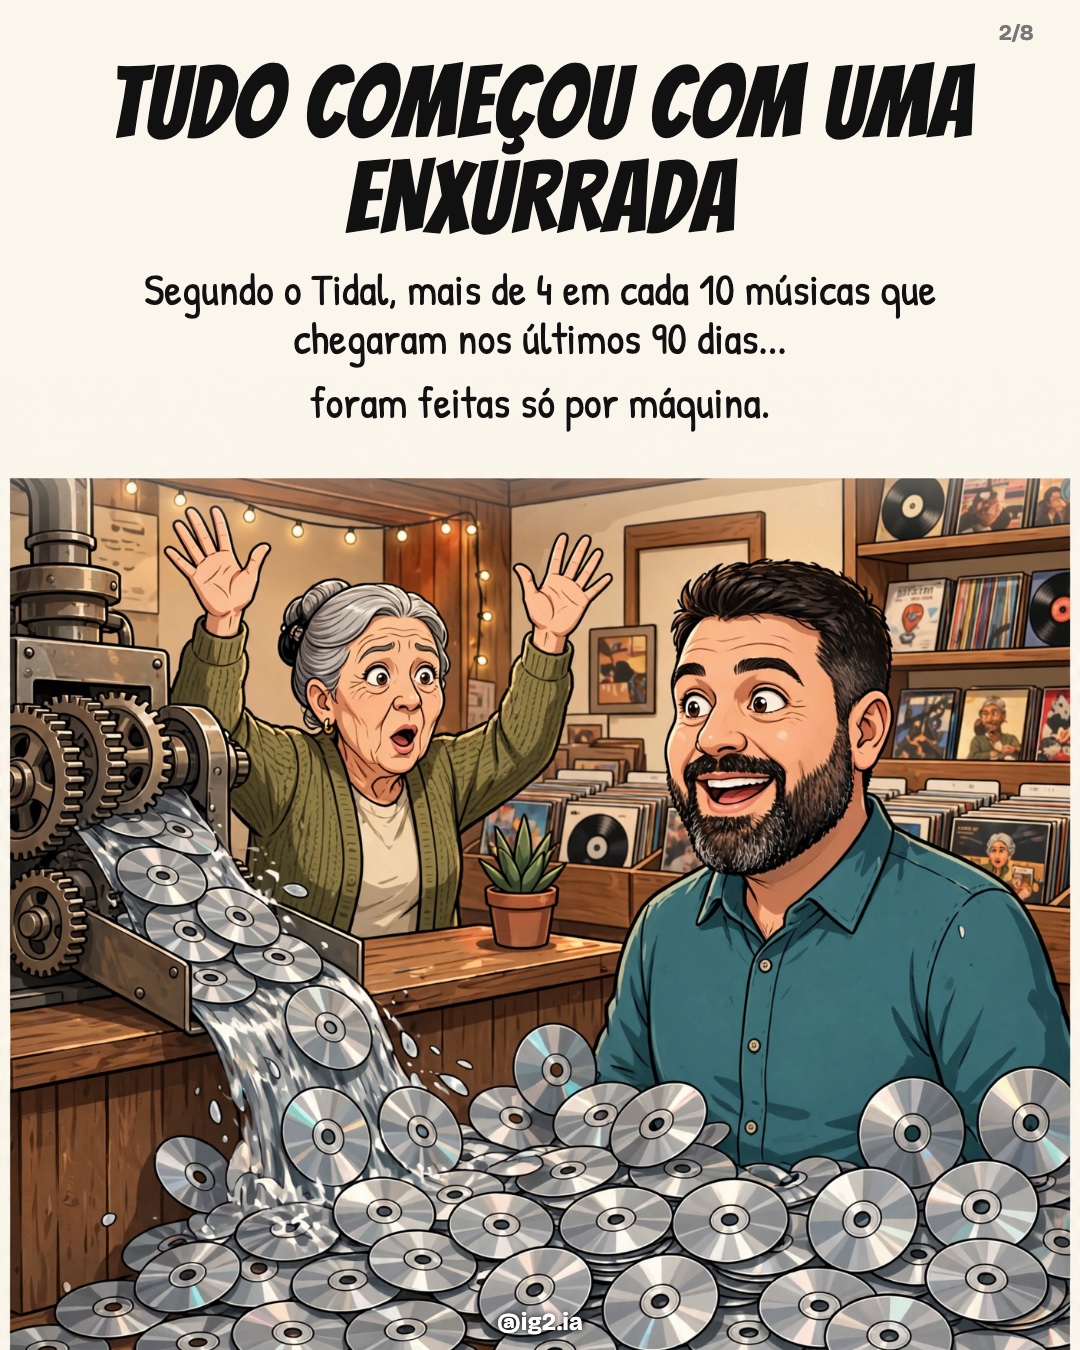 2/8
TUDO COMEÇOU COM UMA
ENXURRADA
Segundo o Tidal, mais de 4 em cada 10 músicas que
chegaram nos últimos 90 dias...
foram feitas só por máquina.
@ig2.ia